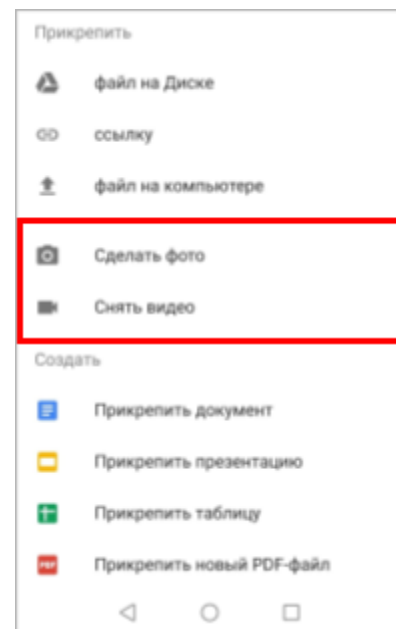 Прикрепить
файл на Диске
ссылку
файл на компьютере
Сделать фото
Снять видео
Создать
Прикрепить документ
Прикрепить презентацию
Прикрепить таблицу
PDF Прикрепить новый PDF-файл